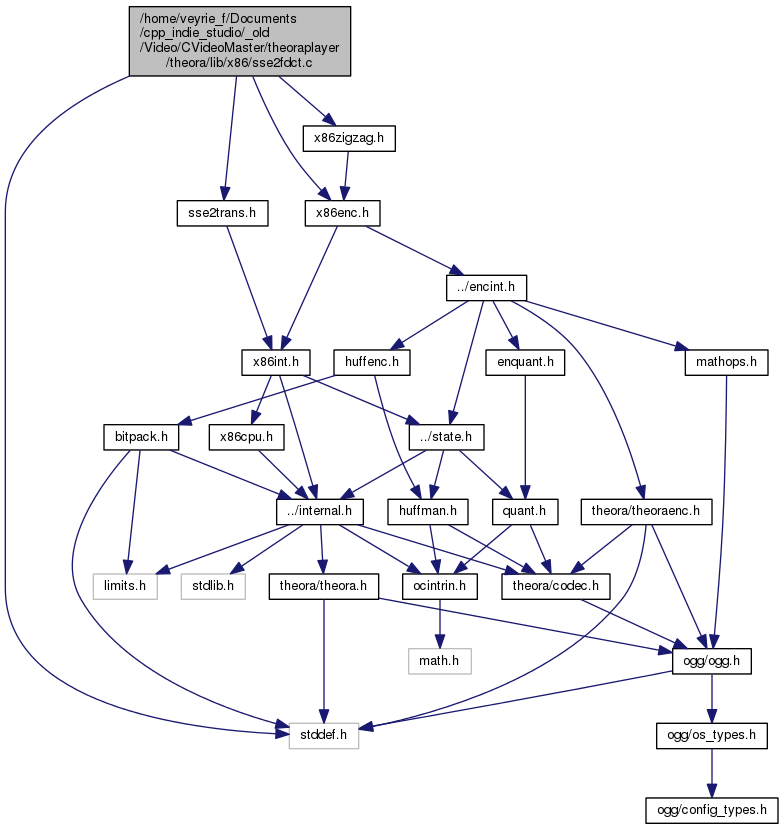 /home/veyrie_f/Documents
/cpp_indie_studio/_old
/Video/CVideoMaster/theoraplayer
/theora/lib/x86/sse2fdct.c
x86zigzag.h
sse2trans.h
x86enc.h
../encint.h
x86int.h
huffenc.h
enquant.h
mathops.h
bitpack.h
x86cpu.h
../state.h
../internal.h
huffman.h
quant.h
theora/theoraenc.h
limits.h
stdlib.h
theora/theora.h
ocintrin.h
theora/codec.h
math.h
ogg/ogg.h
stddef.h
ogg/os_types.h
ogg/config_types.h